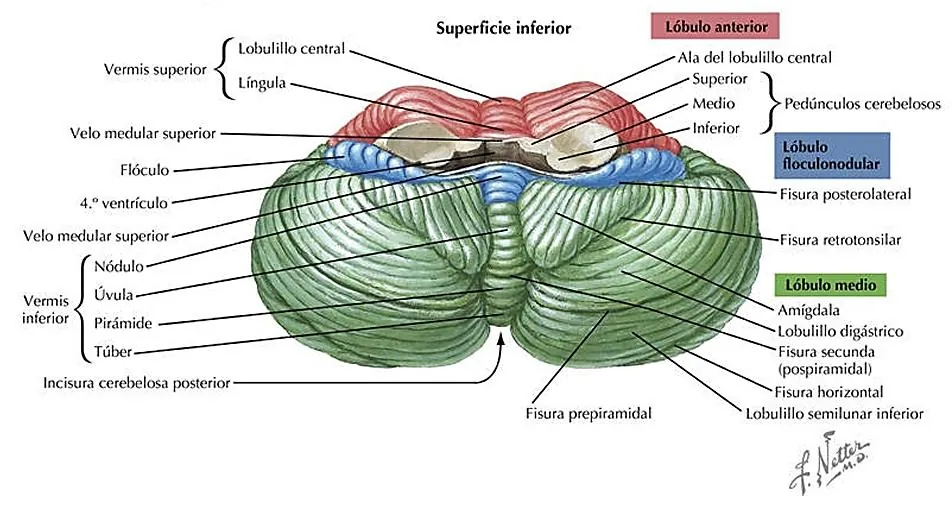 Superficie inferior
Lóbulo anterior
Vermis superior
Lobulillo central
Língula
Velo medular superior
Flóculo
4.º ventrículo
Velo medular superior
Vermis
inferior
Nódulo
Úvula
Pirámide
Túber
Incisura cerebelosa posterior
Ala del lobulillo central
Superior
Medio
Inferior
Pedúnculos cerebelosos
Lóbulo
floculonodular
Fisura posterolateral
Fisura retrotonsilar
Lóbulo medio
Amígdala
Lobulillo digástrico
Fisura secunda
(pospiramidal)
Fisura horizontal
Lobulillo semilunar inferior
Fisura prepiramidal
F. Netter
M.D.